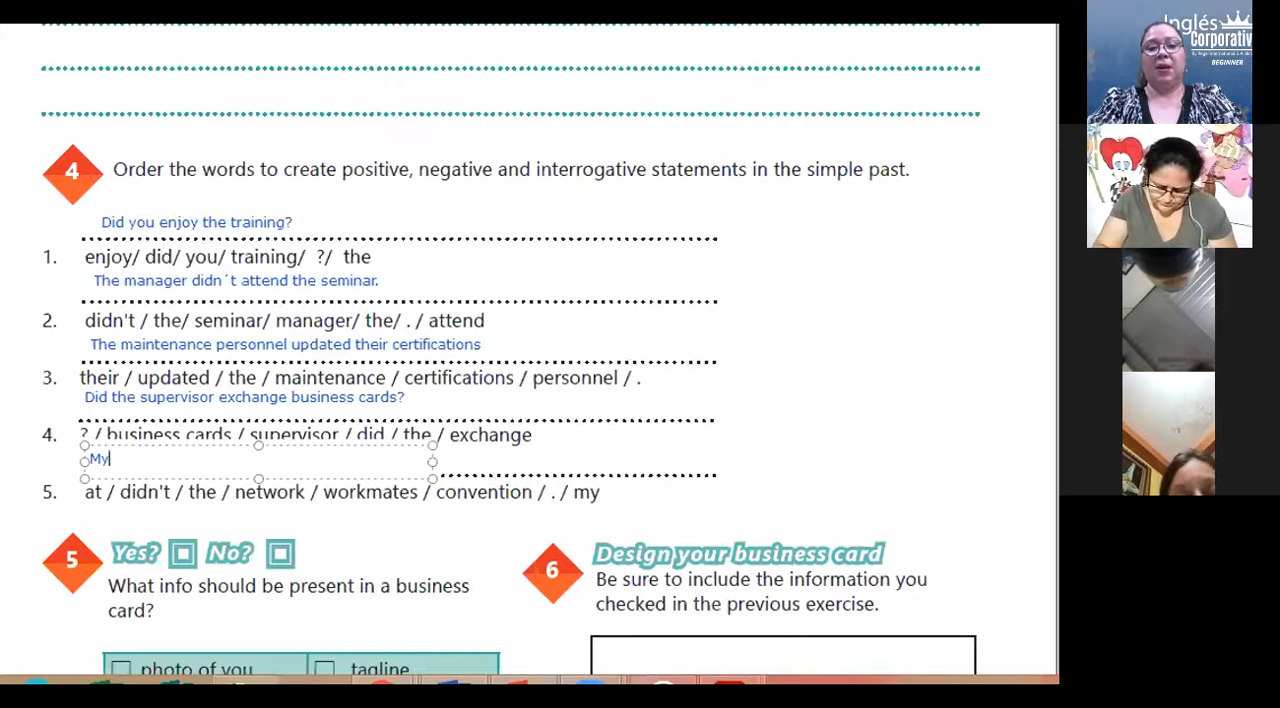 Inglés
Corporativ
BEGINNER
4 Order the words to create positive, negative and interrogative statements in the simple past.
Did you enjoy the training?
1. enjoy/ did/ you/ training/ ?/ the
The manager didn´t attend the seminar.
2. didn't / the/ seminar/ manager/ the/ . / attend
The maintenance personnel updated their certifications
3. their / updated / the / maintenance / certifications / personnel / .
Did the supervisor exchange business cards?
4. ? / business cards / supervisor / did / the / exchange
My
5. at / didn't / the / network / workmates / convention / . / my
5 Yes? No?
What info should be present in a business
card?
photo of you tagline
6 Design your business card
Be sure to include the information you
checked in the previous exercise.